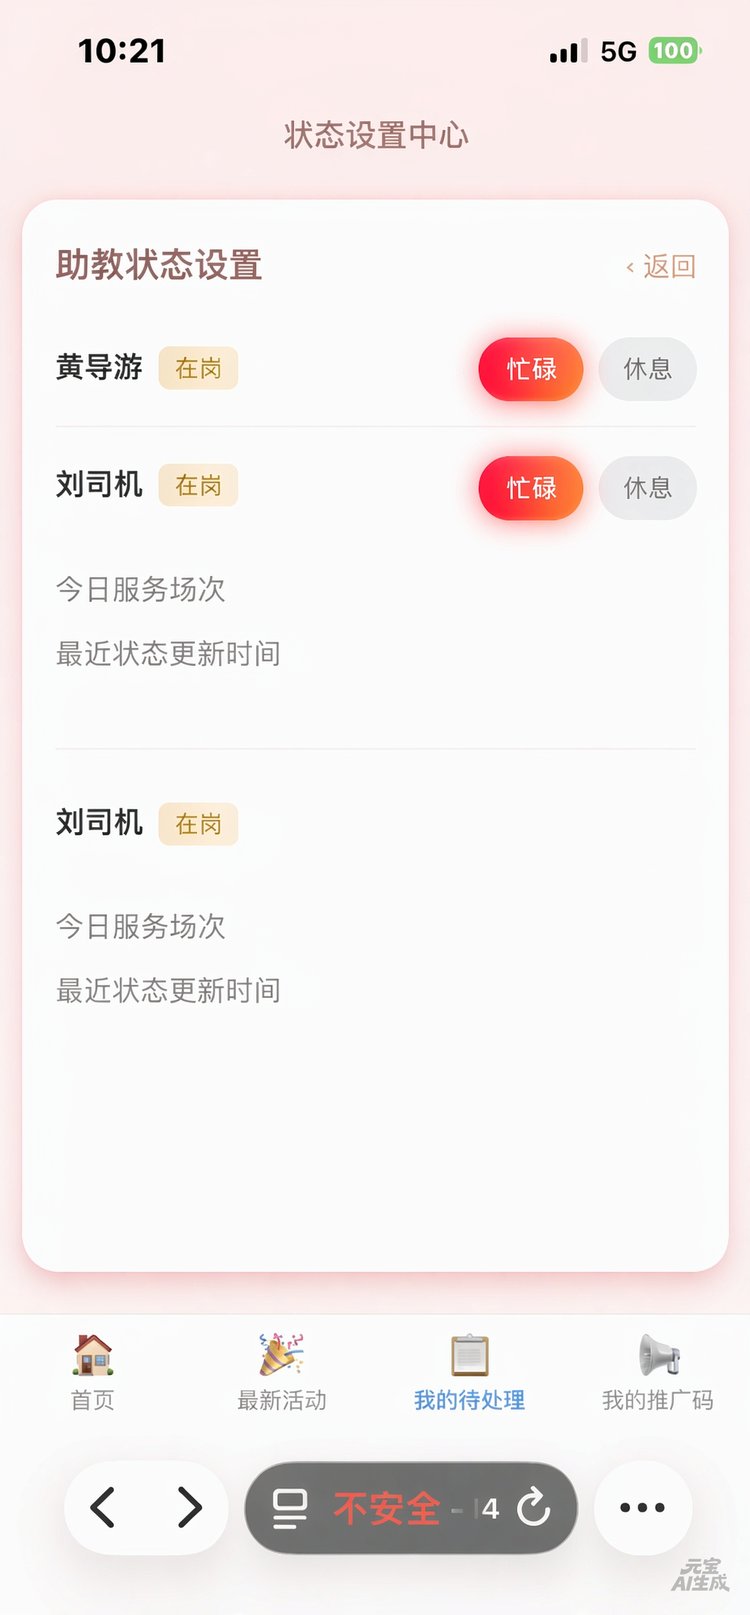 10:21 5G 100
状态设置中心
助教状态设置 ‹ 返回
黄导游 在岗 忙碌 休息
刘司机 在岗 忙碌 休息
今日服务场次
最近状态更新时间
刘司机 在岗
今日服务场次
最近状态更新时间
首页 最新活动 我的待处理 我的推广码
不安全 - 4
元宝
AI生成